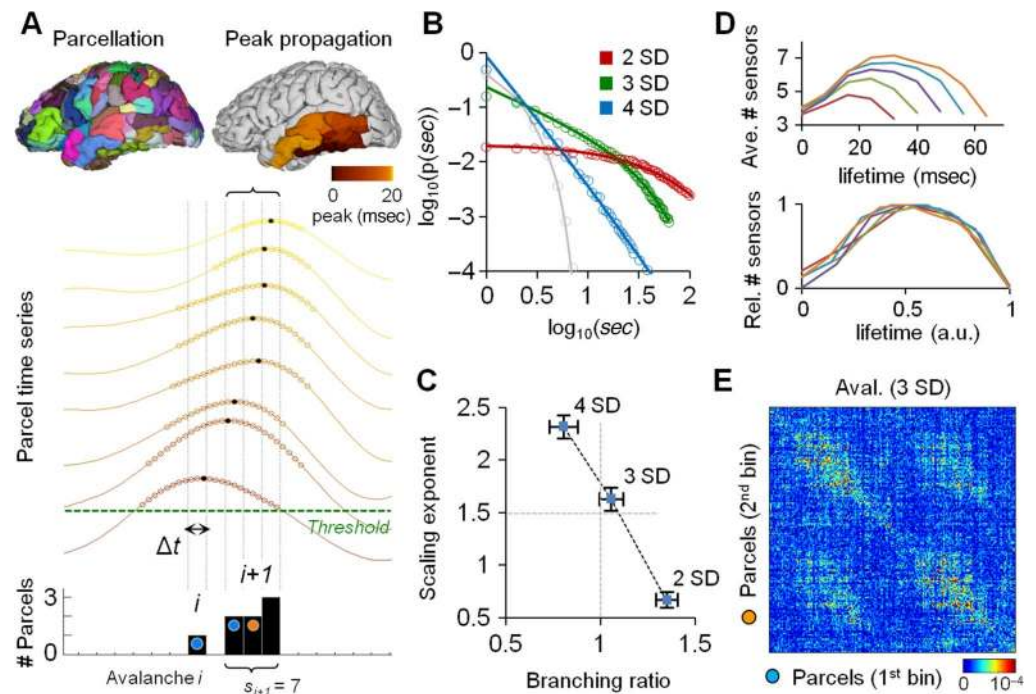 A
Parcellation
Peak propagation
0
20
peak (msec)
Parcel time series
Threshold
Δt
i
i+1
# Parcels
3
0
Avalanche i
s_{i+1} = 7
B
2 SD
3 SD
4 SD
log₁₀(p(sec))
0
−1
−2
−3
−4
0
0.5
1
1.5
2
log₁₀(sec)
C
Scaling exponent
2.5
2
1.5
1
0.5
4 SD
3 SD
2 SD
0.5
1
1.5
Branching ratio
D
Ave. # sensors
7
5
3
0
20
40
60
lifetime (msec)
Rel. # sensors
1
0
0
0.5
1
lifetime (a.u.)
E
Aval. (3 SD)
Parcels (2nd bin)
Parcels (1st bin)
0
10⁻⁴